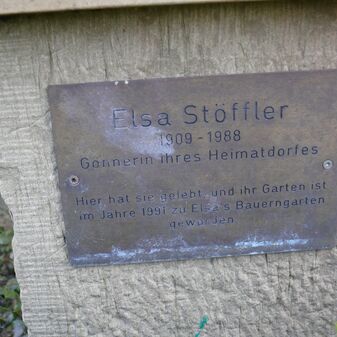 Elsa Stöffler
1909 - 1988
Gönnerin ihres Heimatdorfes
Hier hat sie gelebt, und ihr Garten ist
im Jahre 1991 zu Elsa's Bauerngarten
geworden.